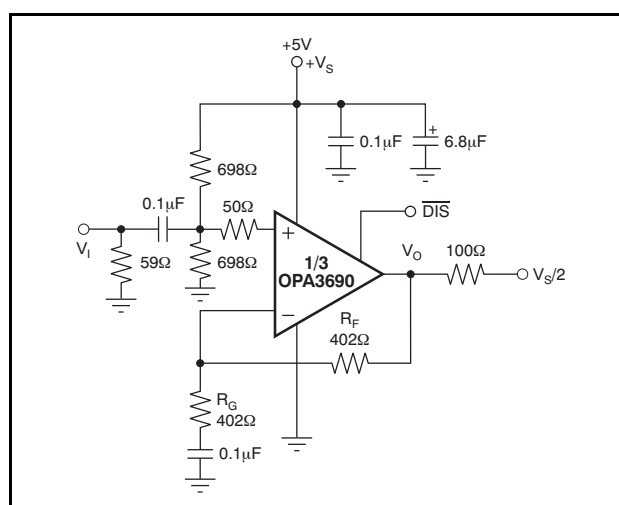 +5V
+V_S
698Ω
0.1μF
+
6.8μF
0.1μF
50Ω
DIS
V_I
59Ω
698Ω
+
1/3
OPA3690
V_O
100Ω
V_S/2
−
R_F
402Ω
R_G
402Ω
0.1μF